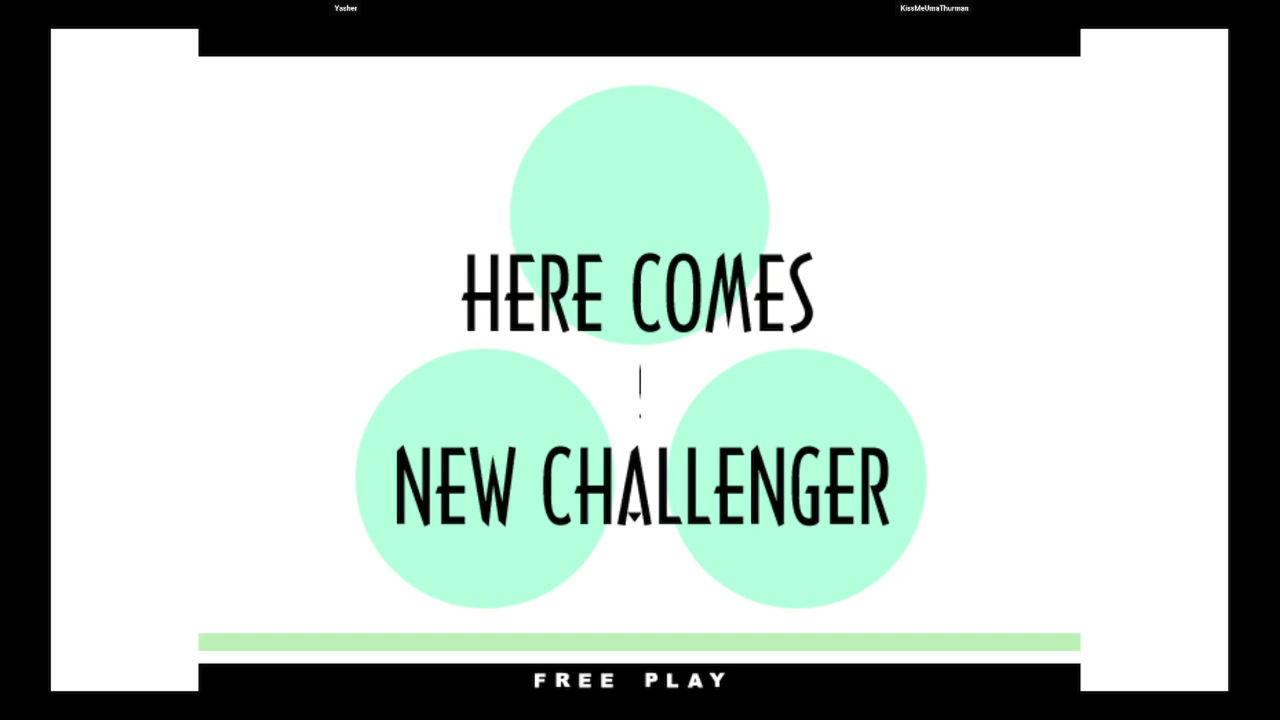 Yasher
KissMeUmaThurman
HERE COMES
NEW CHALLENGER
FREE PLAY